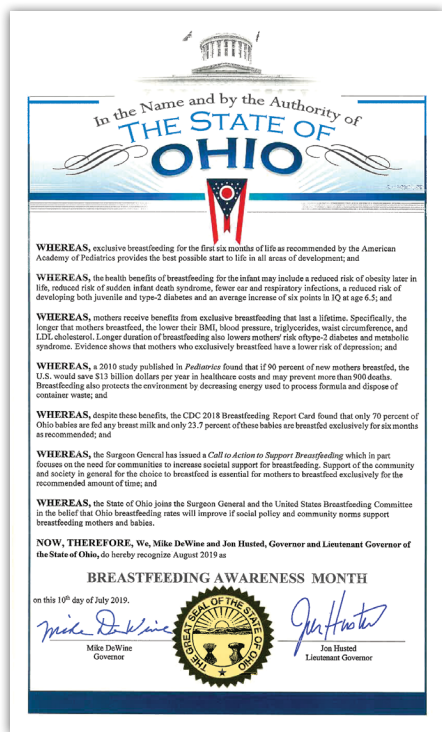 In the Name and by the Authority of
THE STATE OF
OHIO
WHEREAS, exclusive breastfeeding for the first six months of life as recommended by the American
Academy of Pediatrics provides the best possible start to life in all areas of development; and
WHEREAS, the health benefits of breastfeeding for the infant may include a reduced risk of obesity later in
life, reduced risk of sudden infant death syndrome, fewer ear and respiratory infections, a reduced risk of
developing both juvenile and type-2 diabetes and an average increase of six points in IQ at age 6.5; and
WHEREAS, mothers receive benefits from exclusive breastfeeding that last a lifetime. Specifically, the
longer that mothers breastfeed, the lower their BMI, blood pressure, triglycerides, waist circumference, and
LDL cholesterol. Longer duration of breastfeeding also lowers mothers' risk oftype-2 diabetes and metabolic
syndrome. Evidence shows that mothers who exclusively breastfeed have a lower risk of depression; and
WHEREAS, a 2010 study in Pediatrics found that if 90 percent of new mothers breastfed, the
U.S. would save $13 billion dollars per year in healthcare costs and may prevent more than 900 deaths.
Breastfeeding also protects the environment by decreasing energy used to process formula and dispose of
container waste; and
WHEREAS, despite these benefits, the CDC 2018 Breastfeeding Report Card found that only 70 percent of
Ohio babies are fed any breast milk and only 23.7 percent of these babies are breastfed exclusively for six months
as recommended; and
WHEREAS, the Surgeon General has issued a Call to Action to Support Breastfeeding which in part
focuses on the need for communities to increase societal support for breastfeeding. Support of the community
and society in general for the choice to breastfeed is essential for mothers to breastfeed exclusively for the
recommended amount of time; and
WHEREAS, the State of Ohio joins the Surgeon General and the United States Breastfeeding Committee
in the belief that Ohio breastfeeding rates will improve if social policy and community norms support
breastfeeding mothers and babies.
NOW, THEREFORE, We, Mike DeWine and Jon Husted, Governor and Lieutenant Governor of
the State of Ohio, do hereby recognize August 2019 as
BREASTFEEDING AWARENESS MONTH
on this 10th day of July 2019.
THE GREAT SEAL OF THE STATE OF OHIO
Mike DeWine
Jon Husted
Mike DeWine
Governor
Jon Husted
Lieutenant Governor